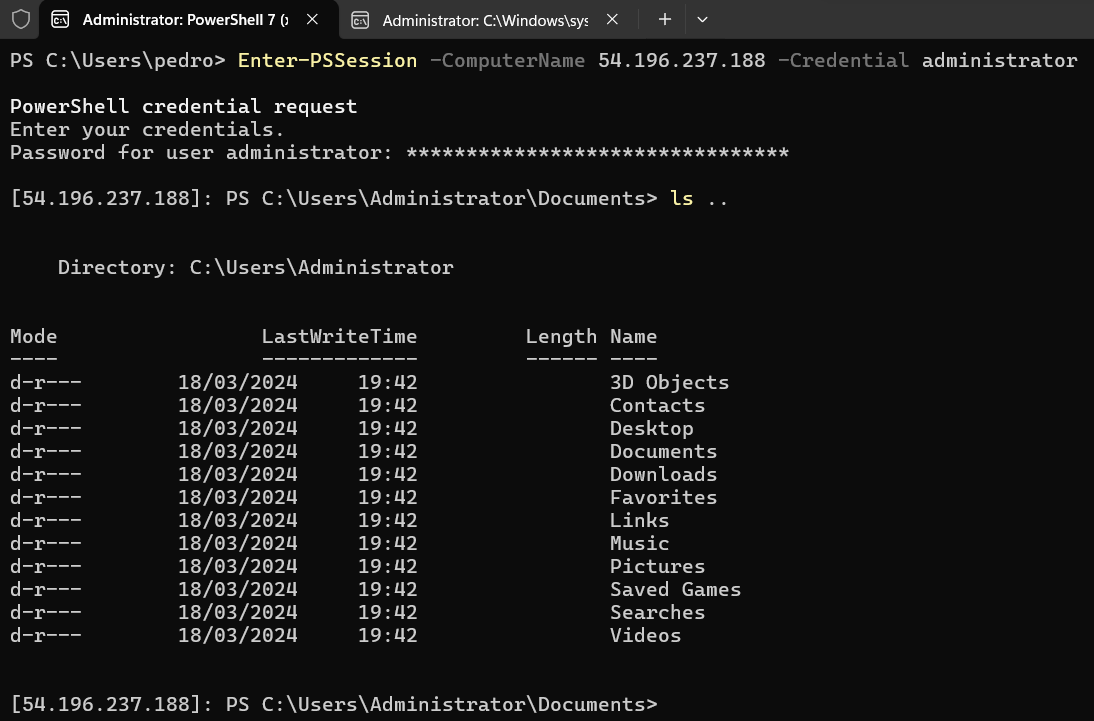 Administrator: PowerShell 7 (x
Administrator: C:\Windows\sys
PS C:\Users\pedro> Enter-PSSession -ComputerName 54.196.237.188 -Credential administrator
PowerShell credential request
Enter your credentials.
Password for user administrator: ********************************
[54.196.237.188]: PS C:\Users\Administrator\Documents> ls ..
Directory: C:\Users\Administrator
Mode LastWriteTime Length Name
---- ------------- ------ ----
d-r--- 18/03/2024 19:42 3D Objects
d-r--- 18/03/2024 19:42 Contacts
d-r--- 18/03/2024 19:42 Desktop
d-r--- 18/03/2024 19:42 Documents
d-r--- 18/03/2024 19:42 Downloads
d-r--- 18/03/2024 19:42 Favorites
d-r--- 18/03/2024 19:42 Links
d-r--- 18/03/2024 19:42 Music
d-r--- 18/03/2024 19:42 Pictures
d-r--- 18/03/2024 19:42 Saved Games
d-r--- 18/03/2024 19:42 Searches
d-r--- 18/03/2024 19:42 Videos
[54.196.237.188]: PS C:\Users\Administrator\Documents>